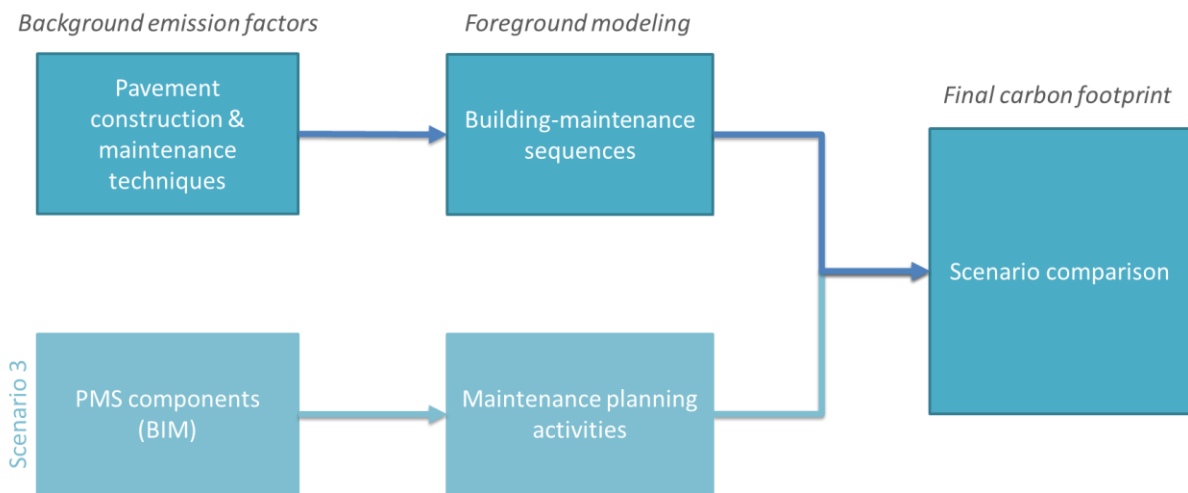 Background emission factors
Foreground modeling
Pavement
construction &
maintenance
techniques
Building-maintenance
sequences
Final carbon footprint
Scenario comparison
Scenario 3
PMS components
(BIM)
Maintenance planning
activities